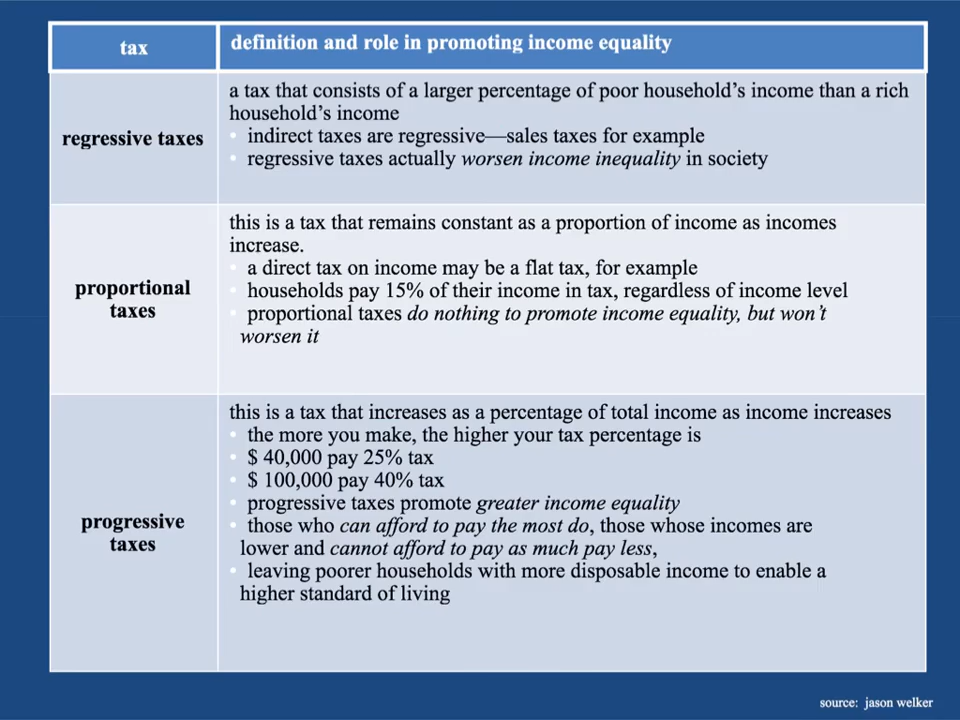 tax
definition and role in promoting income equality
regressive taxes
a tax that consists of a larger percentage of poor household’s income than a rich
household’s income
• indirect taxes are regressive—sales taxes for example
• regressive taxes actually worsen income inequality in society
proportional
taxes
this is a tax that remains constant as a proportion of income as incomes
increase.
• a direct tax on income may be a flat tax, for example
• households pay 15% of their income in tax, regardless of income level
• proportional taxes do nothing to promote income equality, but won’t
worsen it
progressive
taxes
this is a tax that increases as a percentage of total income as income increases
• the more you make, the higher your tax percentage is
• $ 40,000 pay 25% tax
• $ 100,000 pay 40% tax
• progressive taxes promote greater income equality
• those who can afford to pay the most do, those whose incomes are
lower and cannot afford to pay as much pay less,
• leaving poorer households with more disposable income to enable a
higher standard of living
source: jason welker